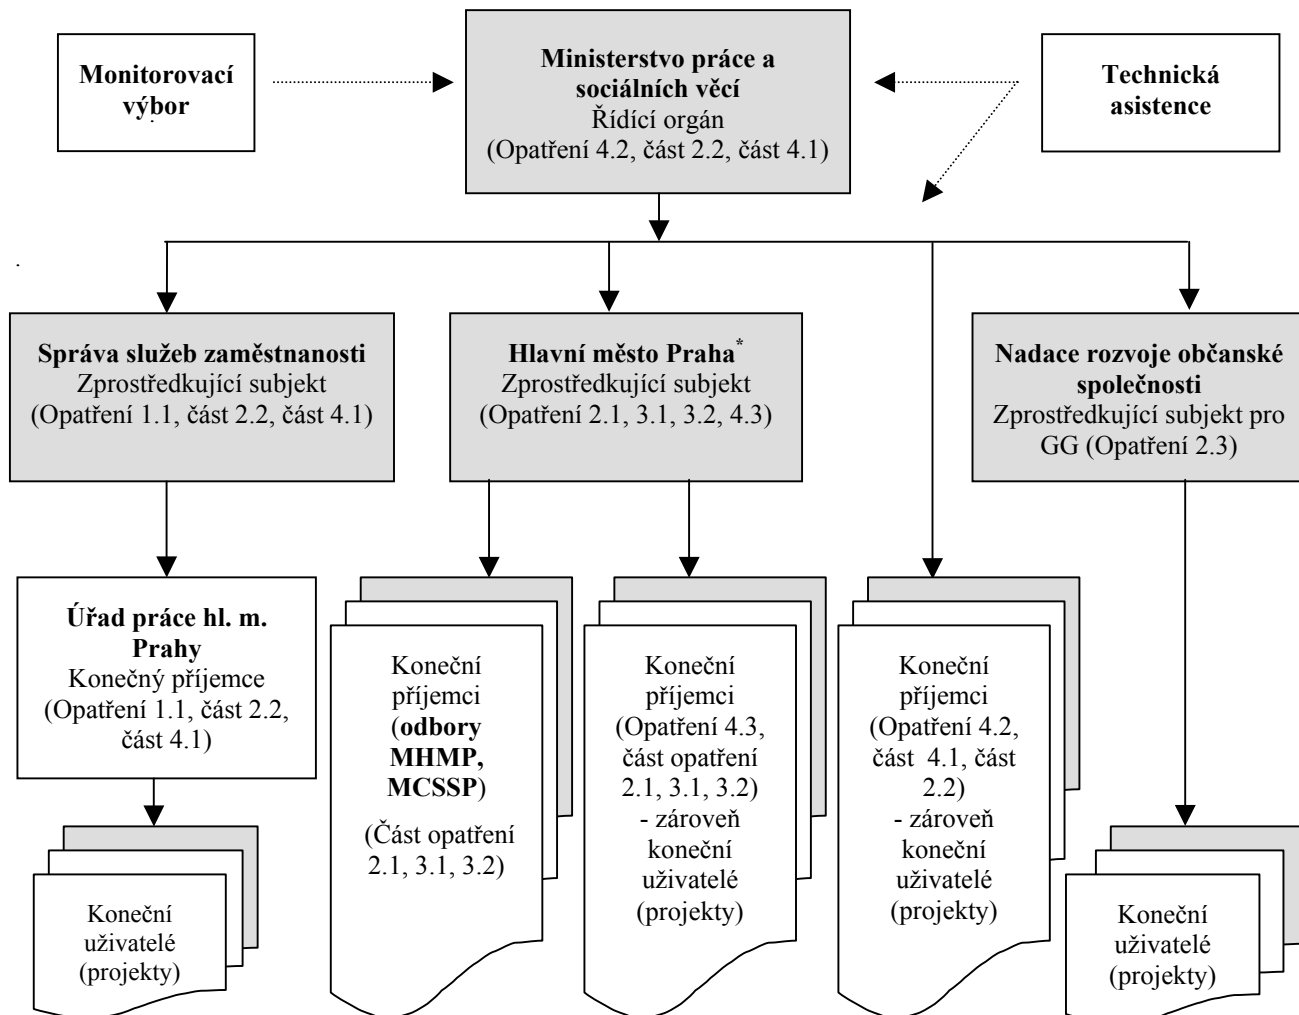 Monitorovací
výbor
Ministerstvo práce a
sociálních věcí
Řídící orgán
(Opatření 4.2, část 2.2, část 4.1)
Technická
asistence
Správa služeb zaměstnanosti
Zprostředkující subjekt
(Opatření 1.1, část 2.2, část 4.1)
Hlavní město Praha*
Zprostředkující subjekt
(Opatření 2.1, 3.1, 3.2, 4.3)
Nadace rozvoje občanské
společnosti
Zprostředkující subjekt pro
GG (Opatření 2.3)
Úřad práce hl. m.
Prahy
Konečný příjemce
(Opatření 1.1, část 2.2,
část 4.1)
Koneční
příjemci
(odbory
MHMP,
MCSSP)
(Část opatření
2.1, 3.1, 3.2)
Koneční
příjemci
(Opatření 4.3,
část opatření
2.1, 3.1, 3.2)
- zároveň
koneční
uživatelé
(projekty)
Koneční
příjemci
(Opatření 4.2,
část 4.1, část
2.2)
- zároveň
koneční
uživatelé
(projekty)
Koneční
uživatelé
(projekty)
Koneční
uživatelé
(projekty)